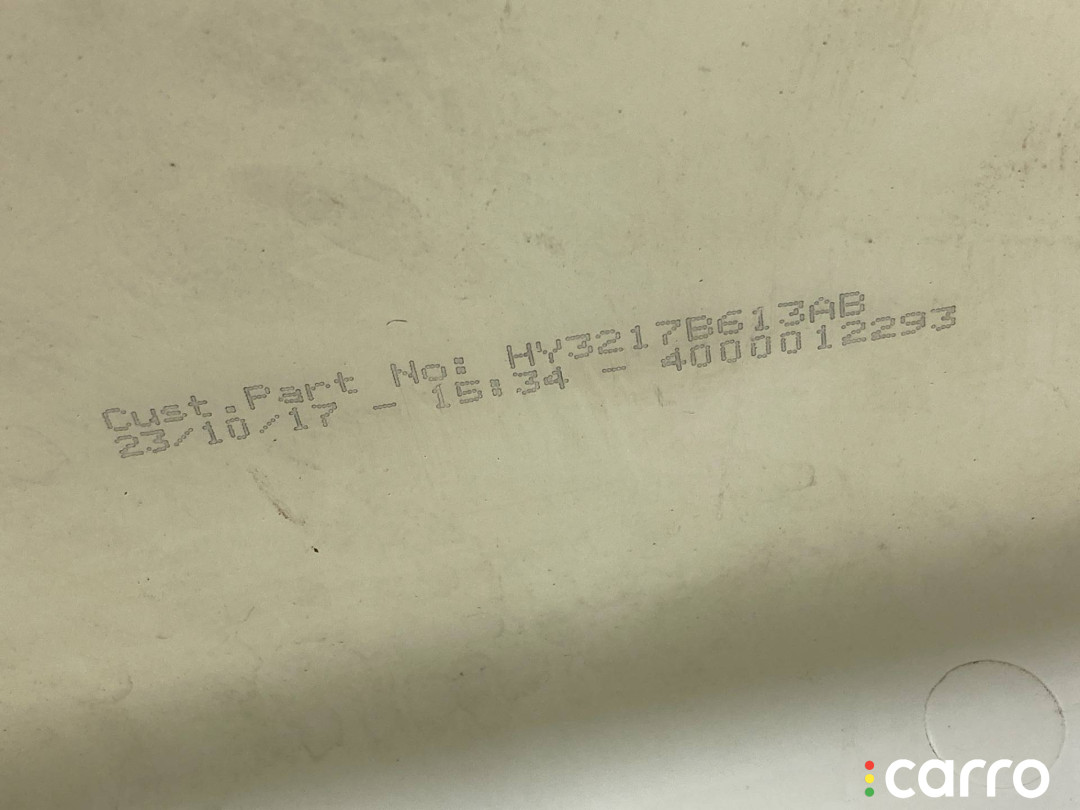 Cust.Part No: HY3217B613AB
23/10/17 - 15:34 - 4000012293
carro